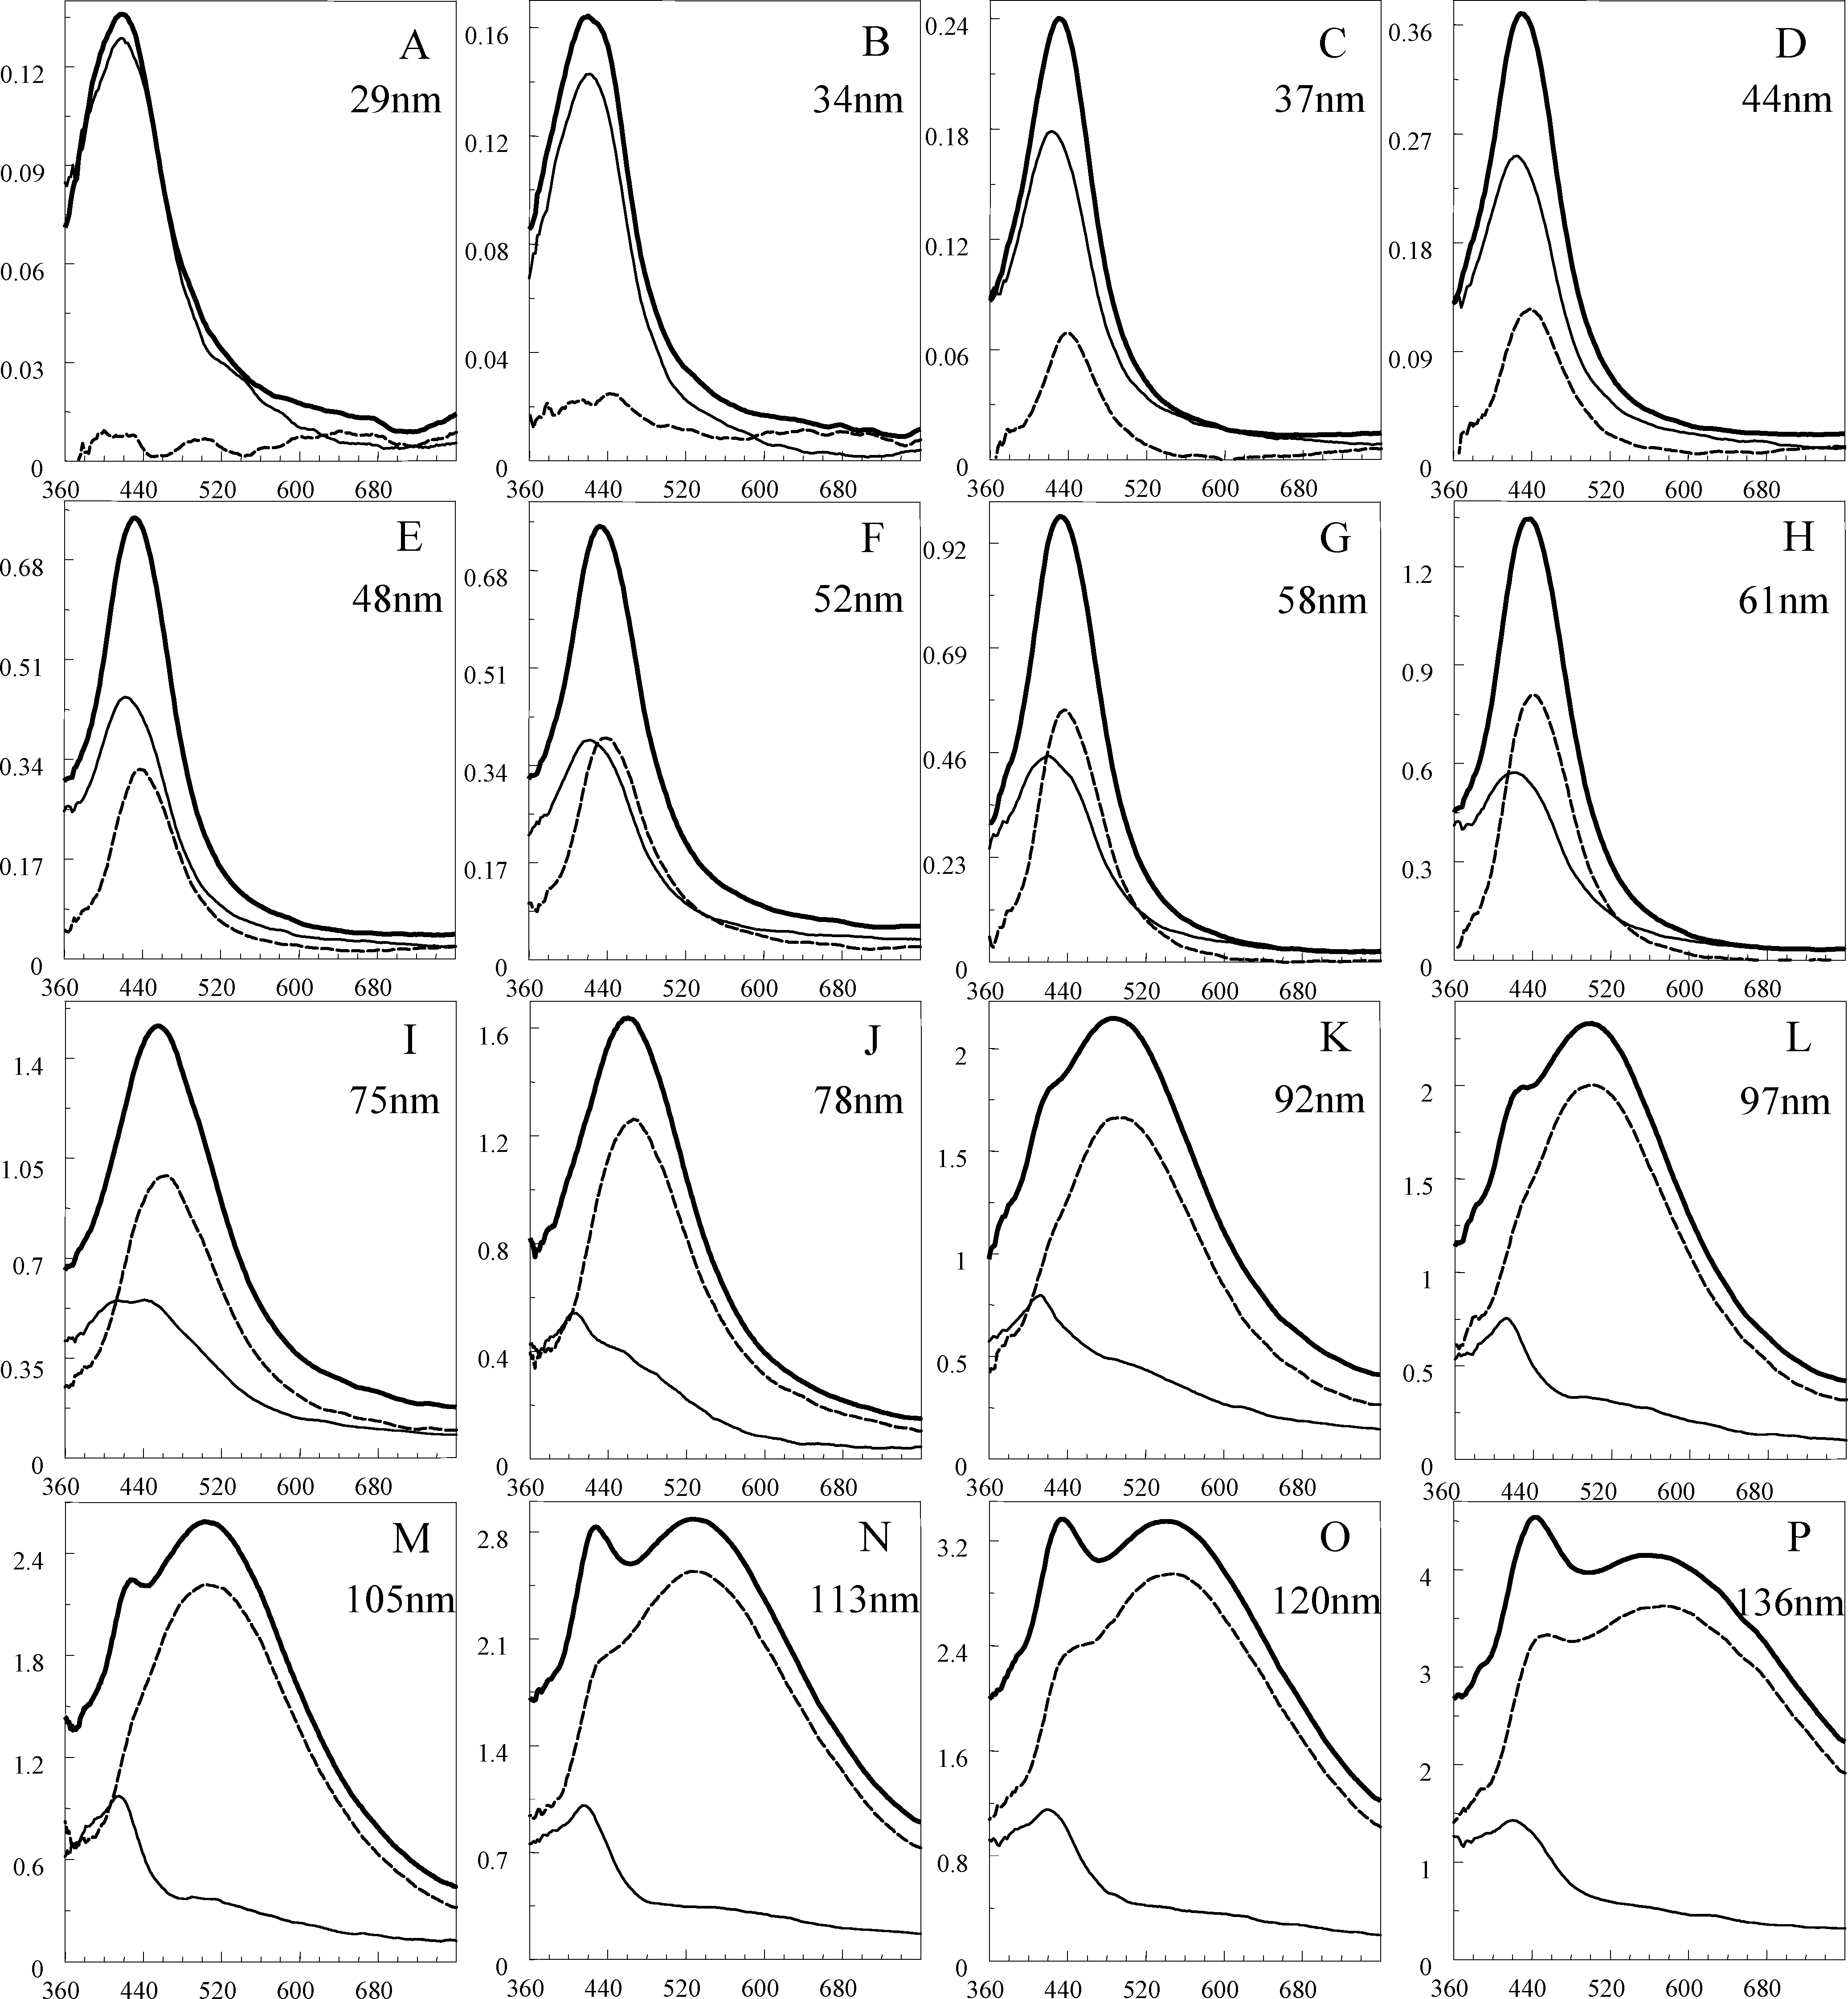 A
29nm
0.12
0.09
0.06
0.03
0
360 440 520 600 680
B
34nm
0.16
0.12
0.08
0.04
0
360 440 520 600 680
C
37nm
0.24
0.18
0.12
0.06
0
360 440 520 600 680
D
44nm
0.36
0.27
0.18
0.09
0
360 440 520 600 680
E
48nm
0.68
0.51
0.34
0.17
0
360 440 520 600 680
F
52nm
0.68
0.51
0.34
0.17
0
360 440 520 600 680
G
58nm
0.92
0.69
0.46
0.23
0
360 440 520 600 680
H
61nm
1.2
0.9
0.6
0.3
0
360 440 520 600 680
I
75nm
1.4
1.05
0.7
0.35
0
360 440 520 600 680
J
78nm
1.6
1.2
0.8
0.4
0
360 440 520 600 680
K
92nm
2
1.5
1
0.5
0
360 440 520 600 680
L
97nm
2
1.5
1
0.5
0
360 440 520 600 680
M
105nm
2.4
1.8
1.2
0.6
0
360 440 520 600 680
N
113nm
2.8
2.1
1.4
0.7
0
360 440 520 600 680
O
120nm
3.2
2.4
1.6
0.8
0
360 440 520 600 680
P
136nm
4
3
2
1
0
360 440 520 600 680